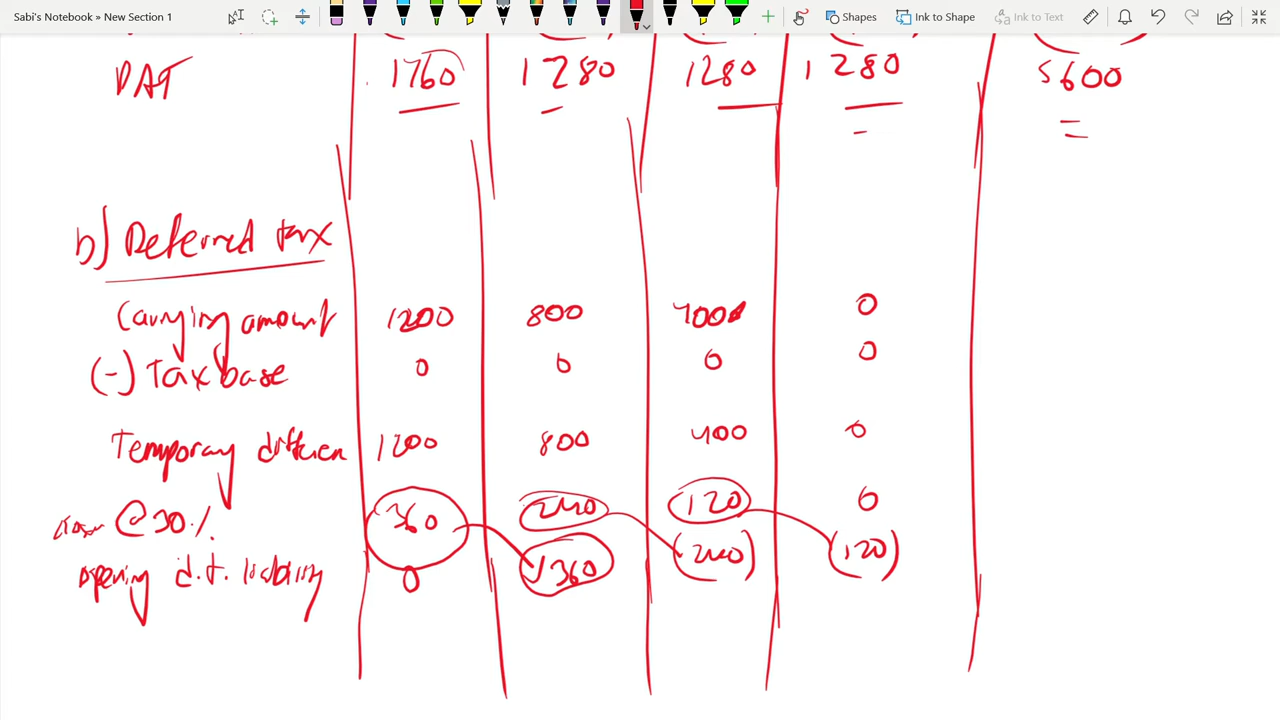 Sabi's Notebook » New Section 1 Shapes Ink to Shape Ink to Text
PAT 1760 1280 1280 1280 5600
b) Deferred tax
Carrying amount 1200 800 400 0
(-) Tax base 0 0 0 0
Temporary differen 1200 800 400 0
@ 30% 360 240 120 0
opening d.t. liability 0 (360) (240) (120)